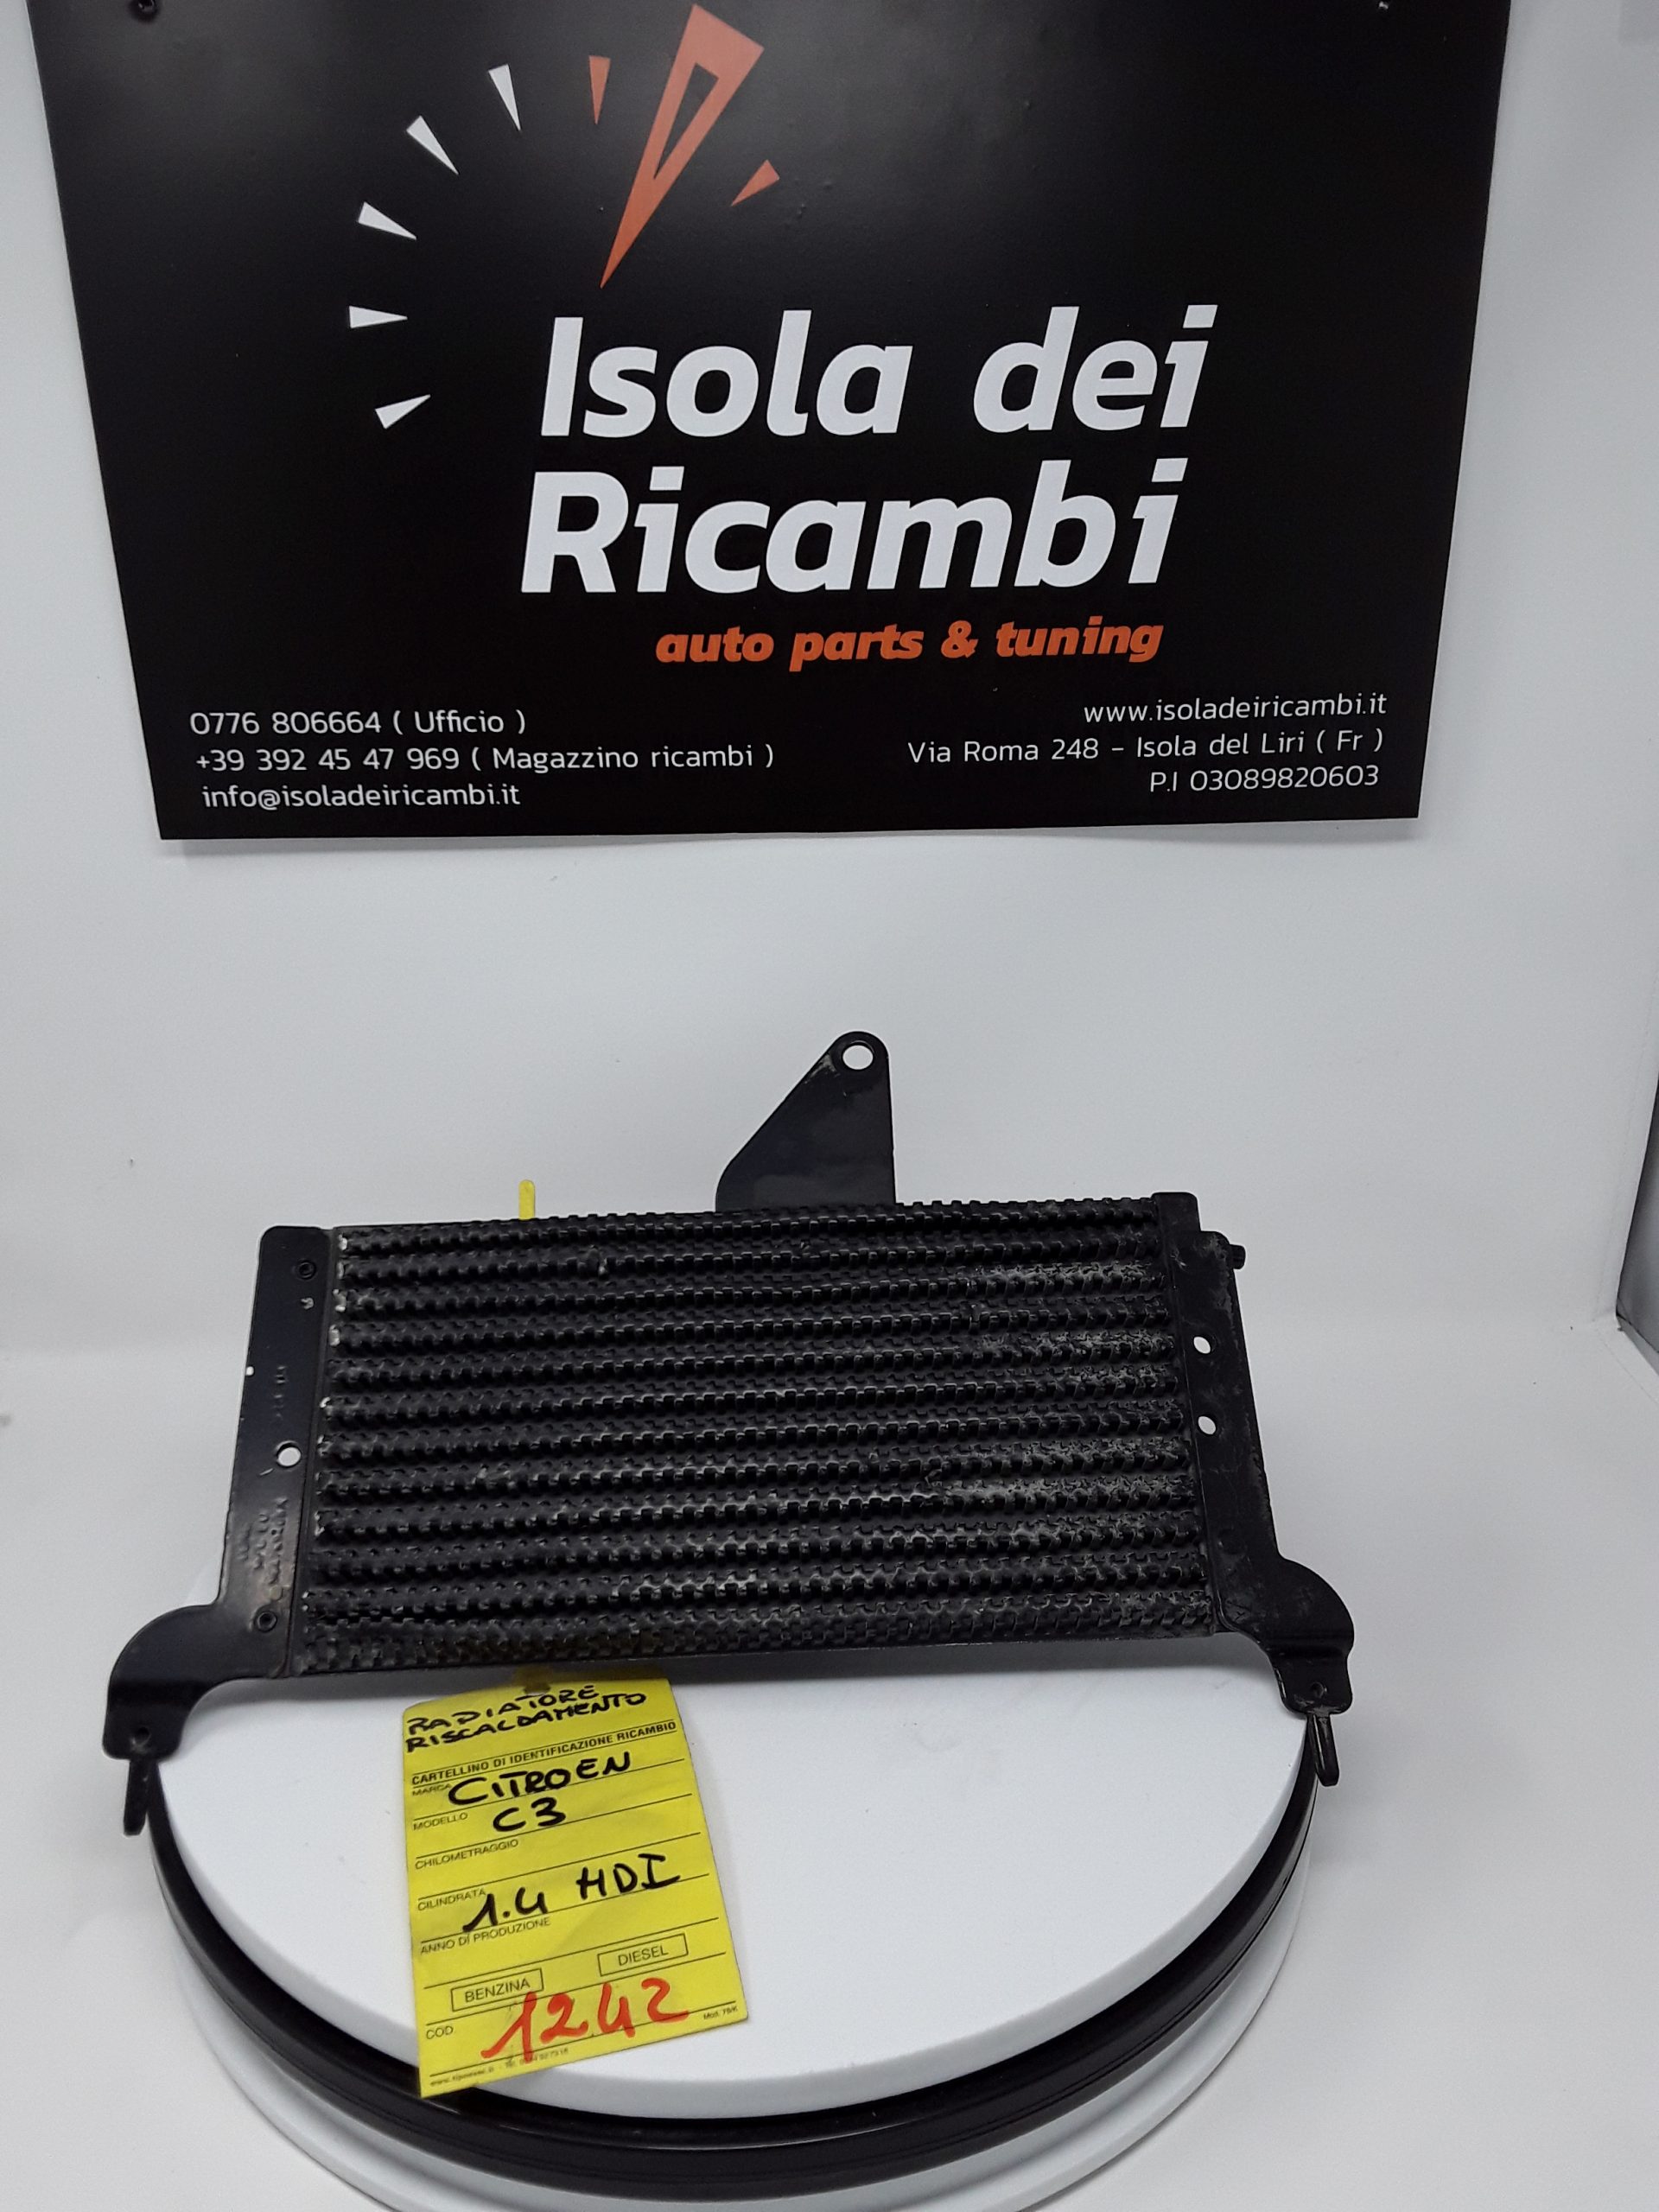 Isola dei
Ricambi
auto parts & tuning
0776 806664 ( Ufficio )
+39 392 45 47 969 ( Magazzino ricambi )
info@isoladeiricambi.it
www.isoladeiricambi.it
Via Roma 248 - Isola del Liri ( Fr )
P.I 03089820603
RADIATORE
RISCALDAMENTO
CARTELLINO DI IDENTIFICAZIONE RICAMBIO
MARCA CITROEN
MODELLO C3
CHILOMETRAGGIO
CILINDRATA 1.4 HDI
ANNO DI PRODUZIONE
BENZINA DIESEL
COD. 1242